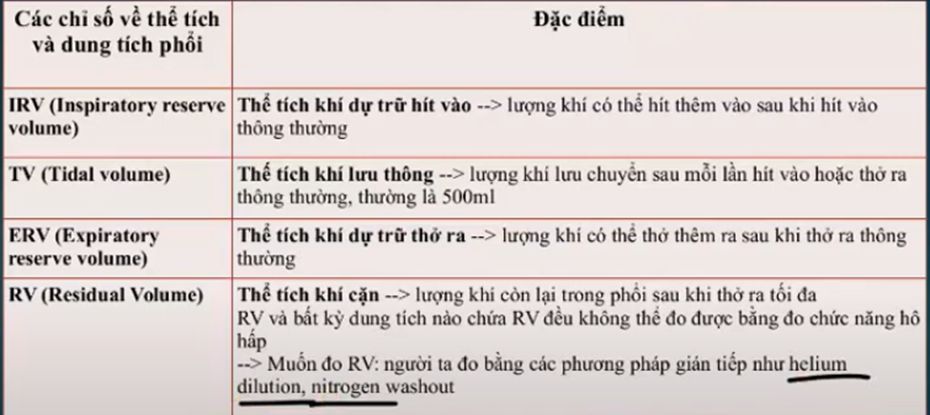 Các chỉ số về thể tích
và dung tích phổi
Đặc điểm
IRV (Inspiratory reserve
volume)
Thể tích khí dự trữ hít vào --> lượng khí có thể hít thêm vào sau khi hít vào
thông thường
TV (Tidal volume)
Thế tích khí lưu thông --> lượng khí lưu chuyển sau mỗi lần hít vào hoặc thở ra
thông thường, thường là 500ml
ERV (Expiratory
reserve volume)
Thể tích khí dự trữ thở ra --> lượng khí có thể thở thêm ra sau khi thở ra thông
thường
RV (Residual Volume)
Thể tích khí cặn --> lượng khí còn lại trong phổi sau khi thở ra tối đa
RV và bất kỳ dung tích nào chứa RV đều không thể đo được bằng đo chức năng hô
hấp
--> Muốn đo RV: người ta đo bằng các phương pháp gián tiếp như helium
dilution, nitrogen washout